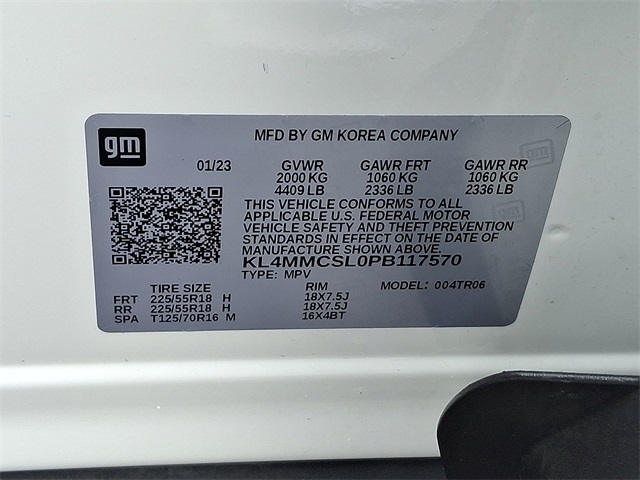 gm
MFD BY GM KOREA COMPANY
01/23 GVWR GAWR FRT GAWR RR
2000 KG 1060 KG 1060 KG
4409 LB 2336 LB 2336 LB
THIS VEHICLE CONFORMS TO ALL
APPLICABLE U.S. FEDERAL MOTOR
VEHICLE SAFETY AND THEFT PREVENTION
STANDARDS IN EFFECT ON THE DATE OF
MANUFACTURE SHOWN ABOVE.
KL4MMCSL0PB117570
TYPE: MPV MODEL: 004TR06
TIRE SIZE RIM
FRT 225/55R18 H 18X7.5J
RR 225/55R18 H 18X7.5J
SPA T125/70R16 M 16X4BT